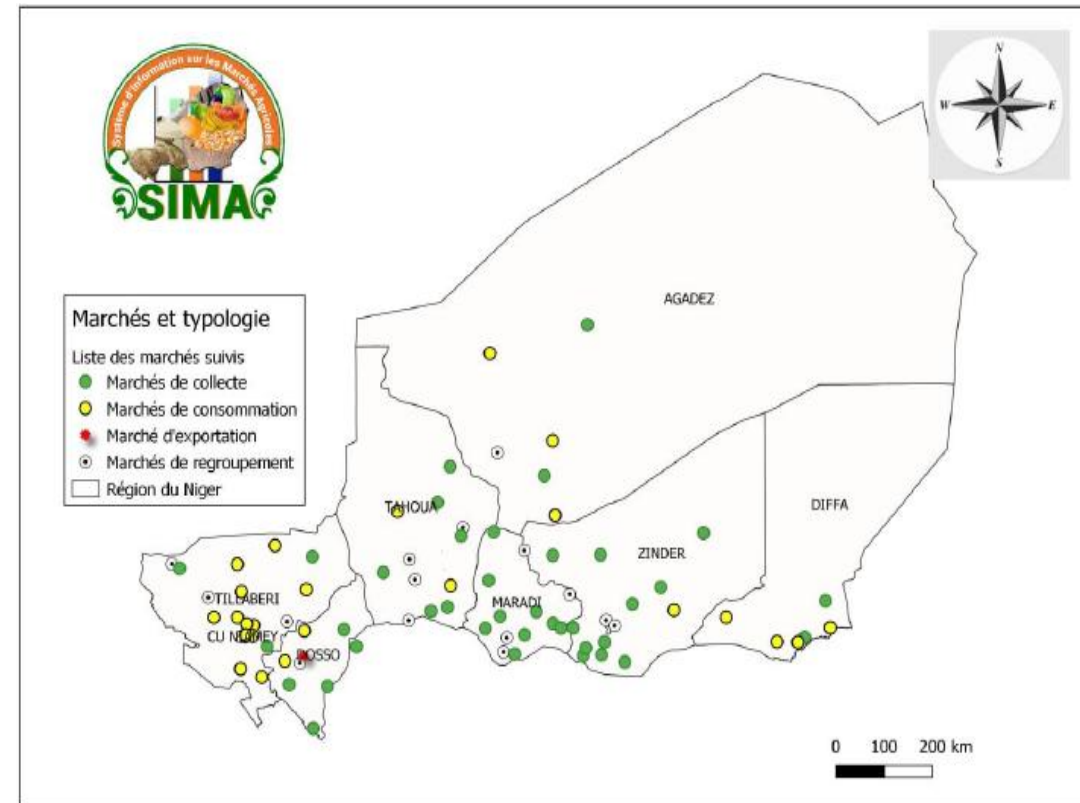 Système d'information sur les Marchés Agricoles
SIMA
N
W
E
S
Marchés et typologie
Liste des marchés suivis
Marchés de collecte
Marchés de consommation
Marché d'exportation
Marchés de regroupement
Région du Niger
AGADEZ
TAHOUA
DIFFA
ZINDER
MARADI
TILLABERI
CU NIAMEY
DOSSO
0 100 200 km